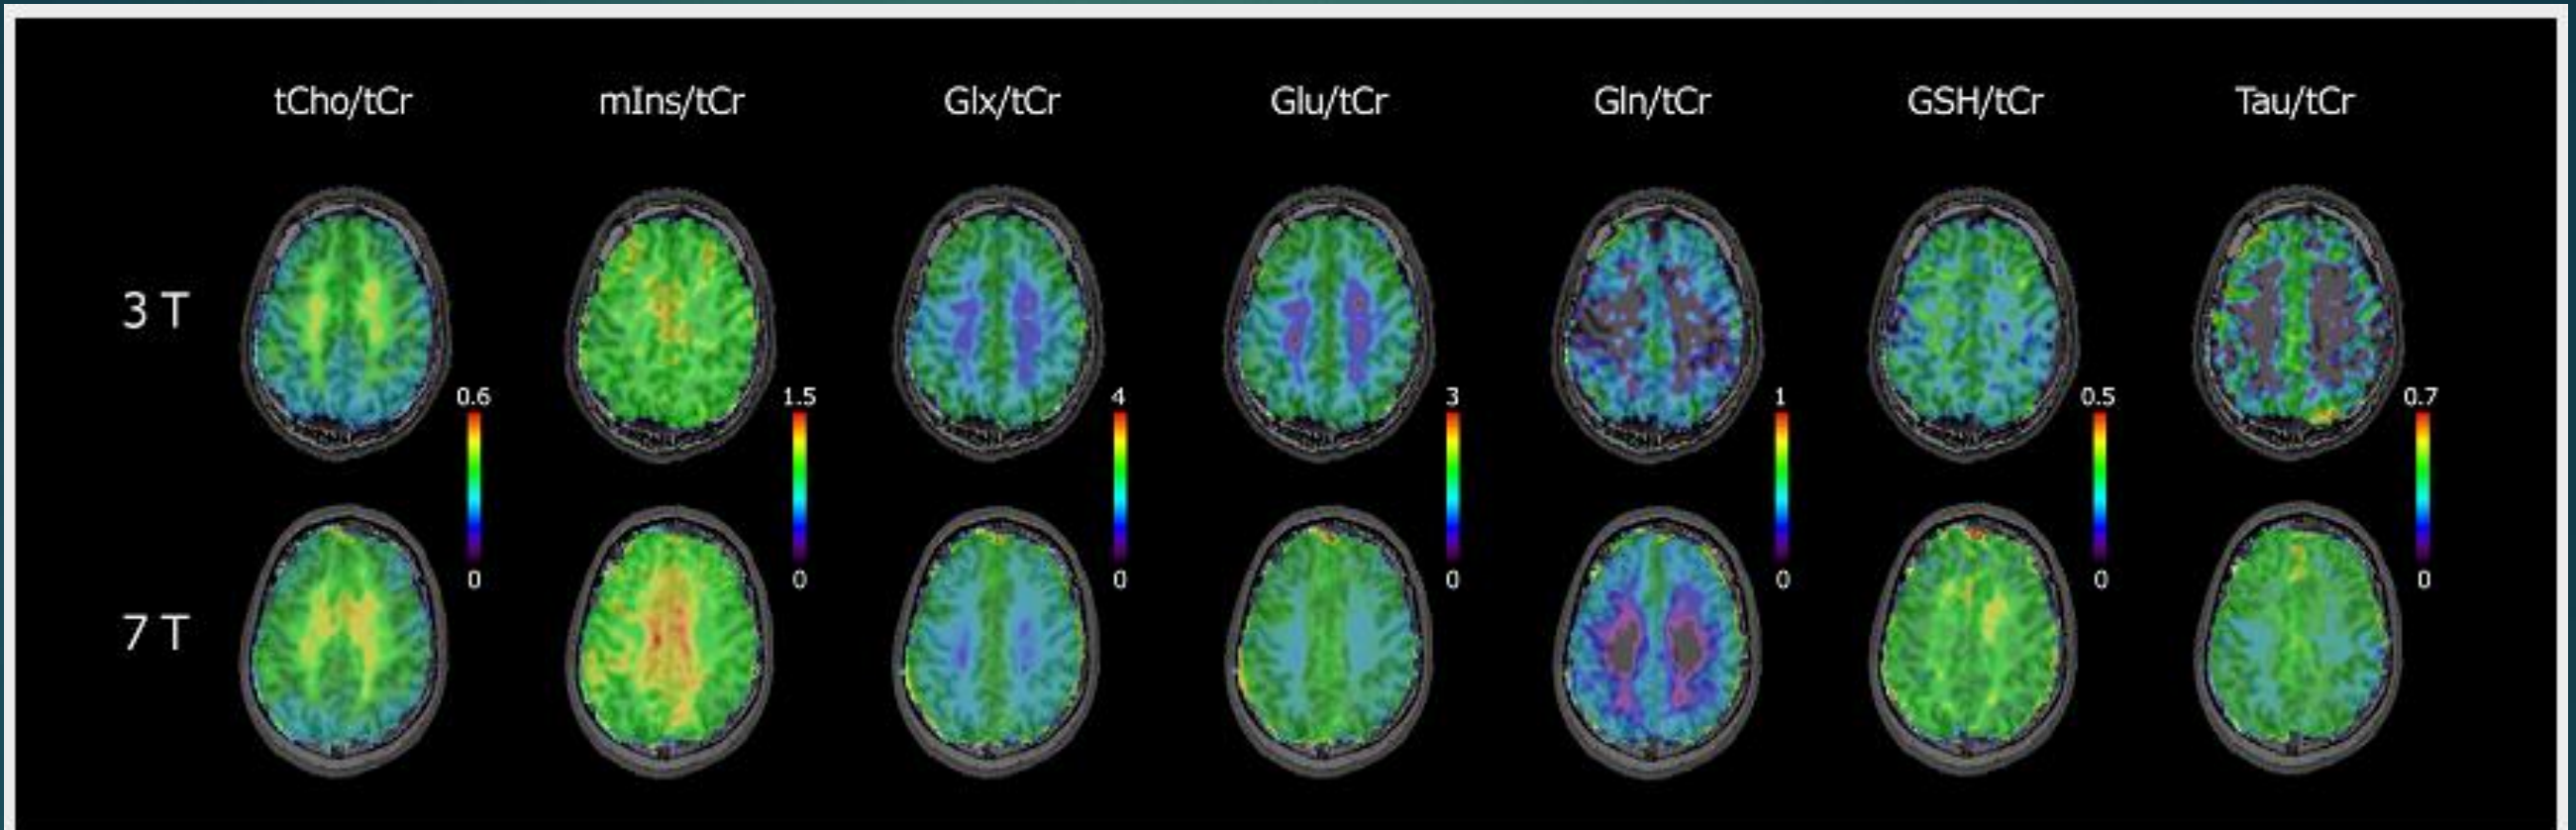 tCho/tCr mIns/tCr Glx/tCr Glu/tCr Gln/tCr GSH/tCr Tau/tCr
3 T
0.6 1.5 4 3 1 0.5 0.7
0 0 0 0 0 0 0
7 T